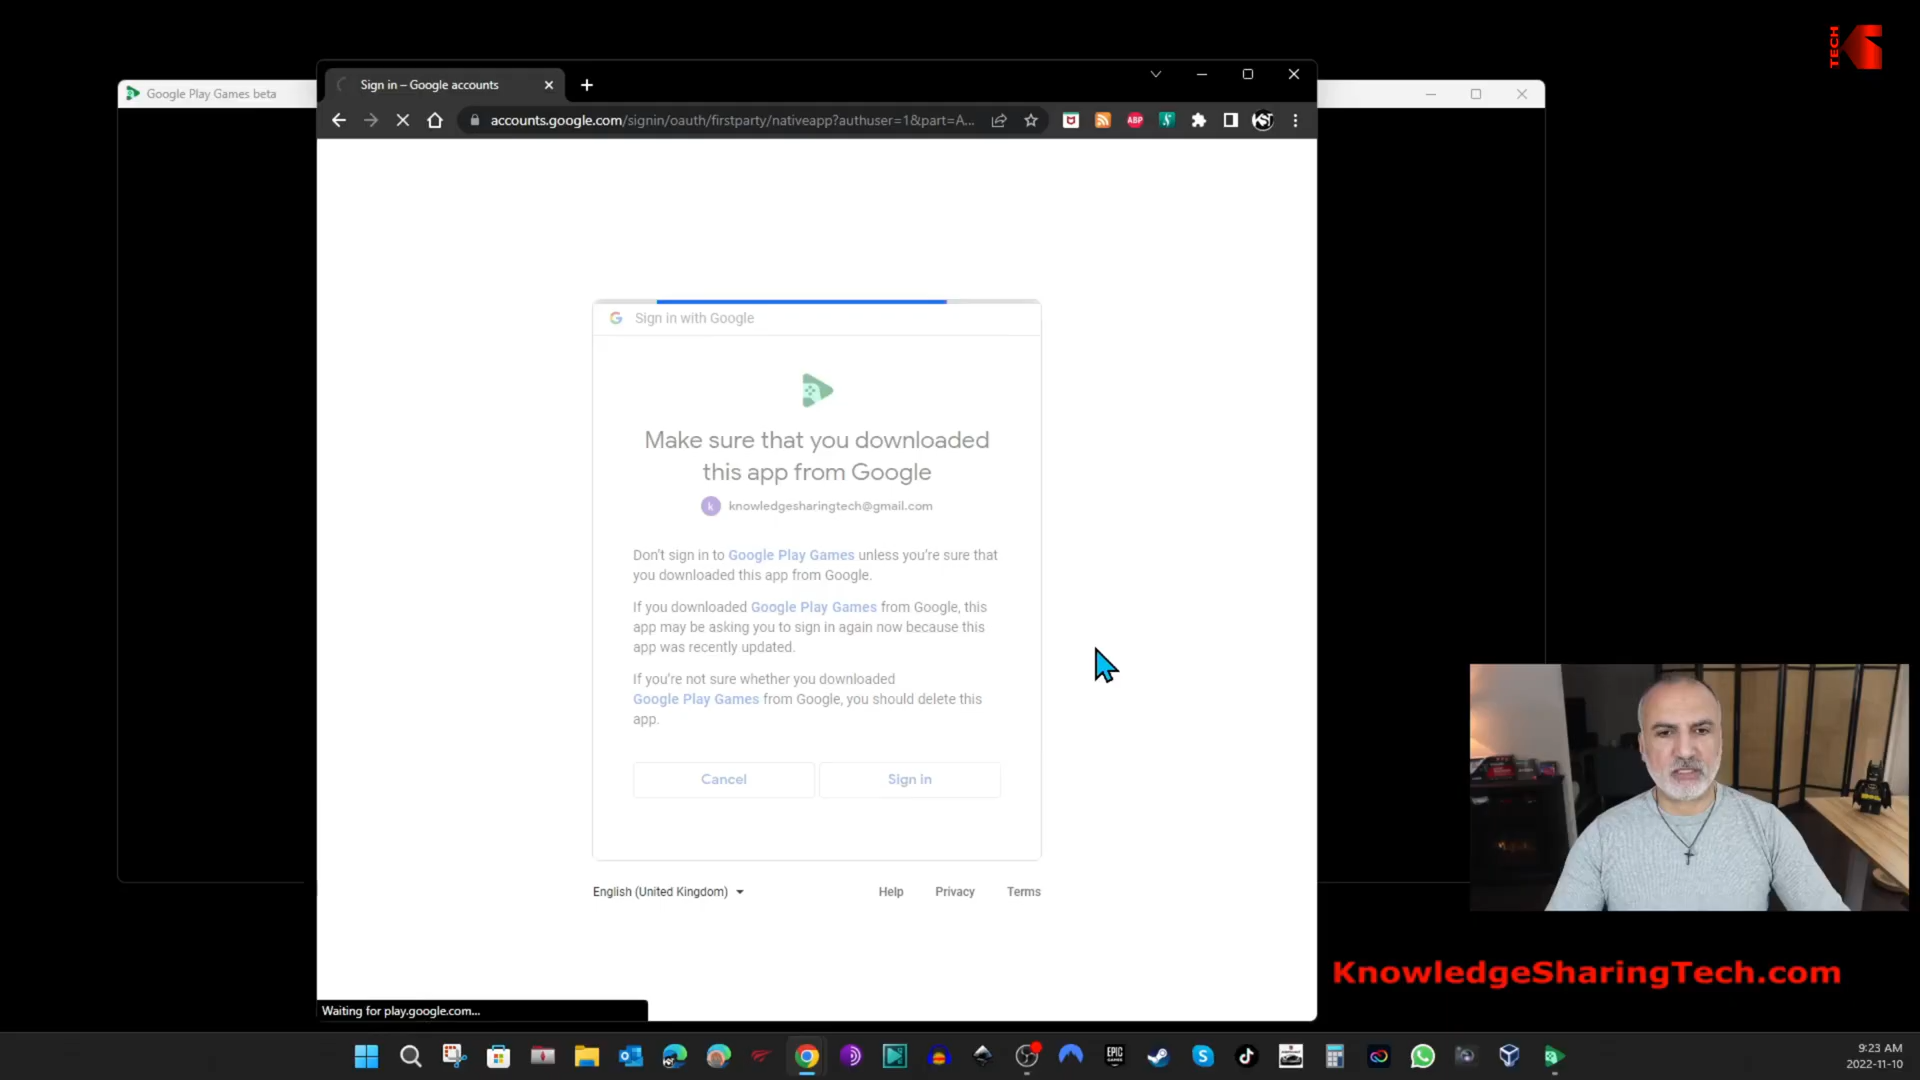 TECH
Google Play Games beta
Sign in – Google accounts
accounts.google.com/signin/oauth/firstparty/nativeapp?authuser=1&part=A...
ABP
KST
Sign in with Google
Make sure that you downloaded
this app from Google
k knowledgesharingtech@gmail.com
Don't sign in to Google Play Games unless you're sure that
you downloaded this app from Google.
If you downloaded Google Play Games from Google, this
app may be asking you to sign in again now because this
app was recently updated.
If you're not sure whether you downloaded
Google Play Games from Google, you should delete this
app.
Cancel
Sign in
English (United Kingdom)
Help
Privacy
Terms
KnowledgeSharingTech.com
Waiting for play.google.com...
EPIC
GAMES
9:23 AM
2022-11-10